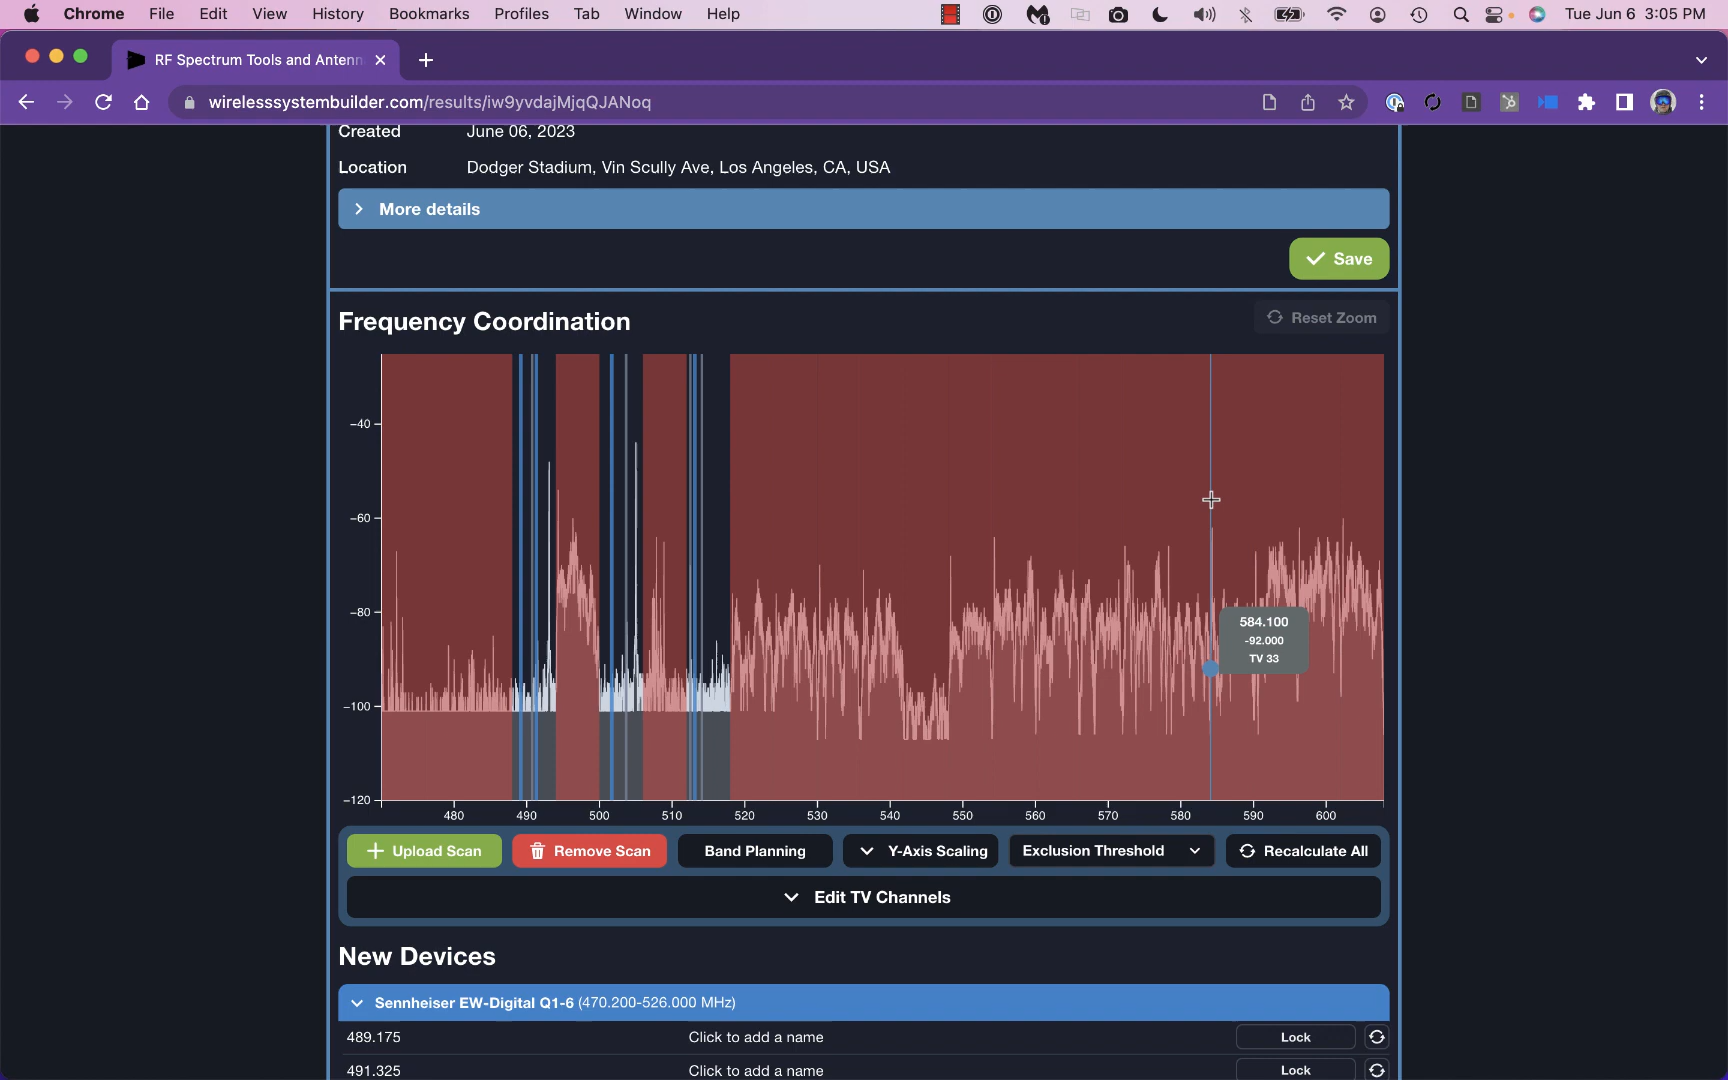 Chrome File Edit View History Bookmarks Profiles Tab Window Help Tue Jun 6 3:05 PM
RF Spectrum Tools and Antenn
wirelesssystembuilder.com/results/iw9yvdajMjqQJANoq
Created June 06, 2023
Location Dodger Stadium, Vin Scully Ave, Los Angeles, CA, USA
More details
Save
Frequency Coordination
Reset Zoom
-40
-60
-80
-100
-120
584.100
-92.000
TV 33
480 490 500 510 520 530 540 550 560 570 580 590 600
Upload Scan Remove Scan Band Planning Y-Axis Scaling Exclusion Threshold Recalculate All
Edit TV Channels
New Devices
Sennheiser EW-Digital Q1-6 (470.200-526.000 MHz)
489.175 Click to add a name Lock
491.325 Click to add a name Lock